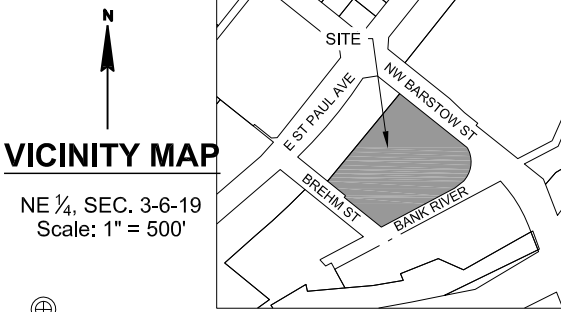 N
VICINITY MAP
NE ¼, SEC. 3-6-19
Scale: 1" = 500'
SITE
NW BARSTOW ST
E ST PAUL AVE
BREHM ST
BANK RIVER